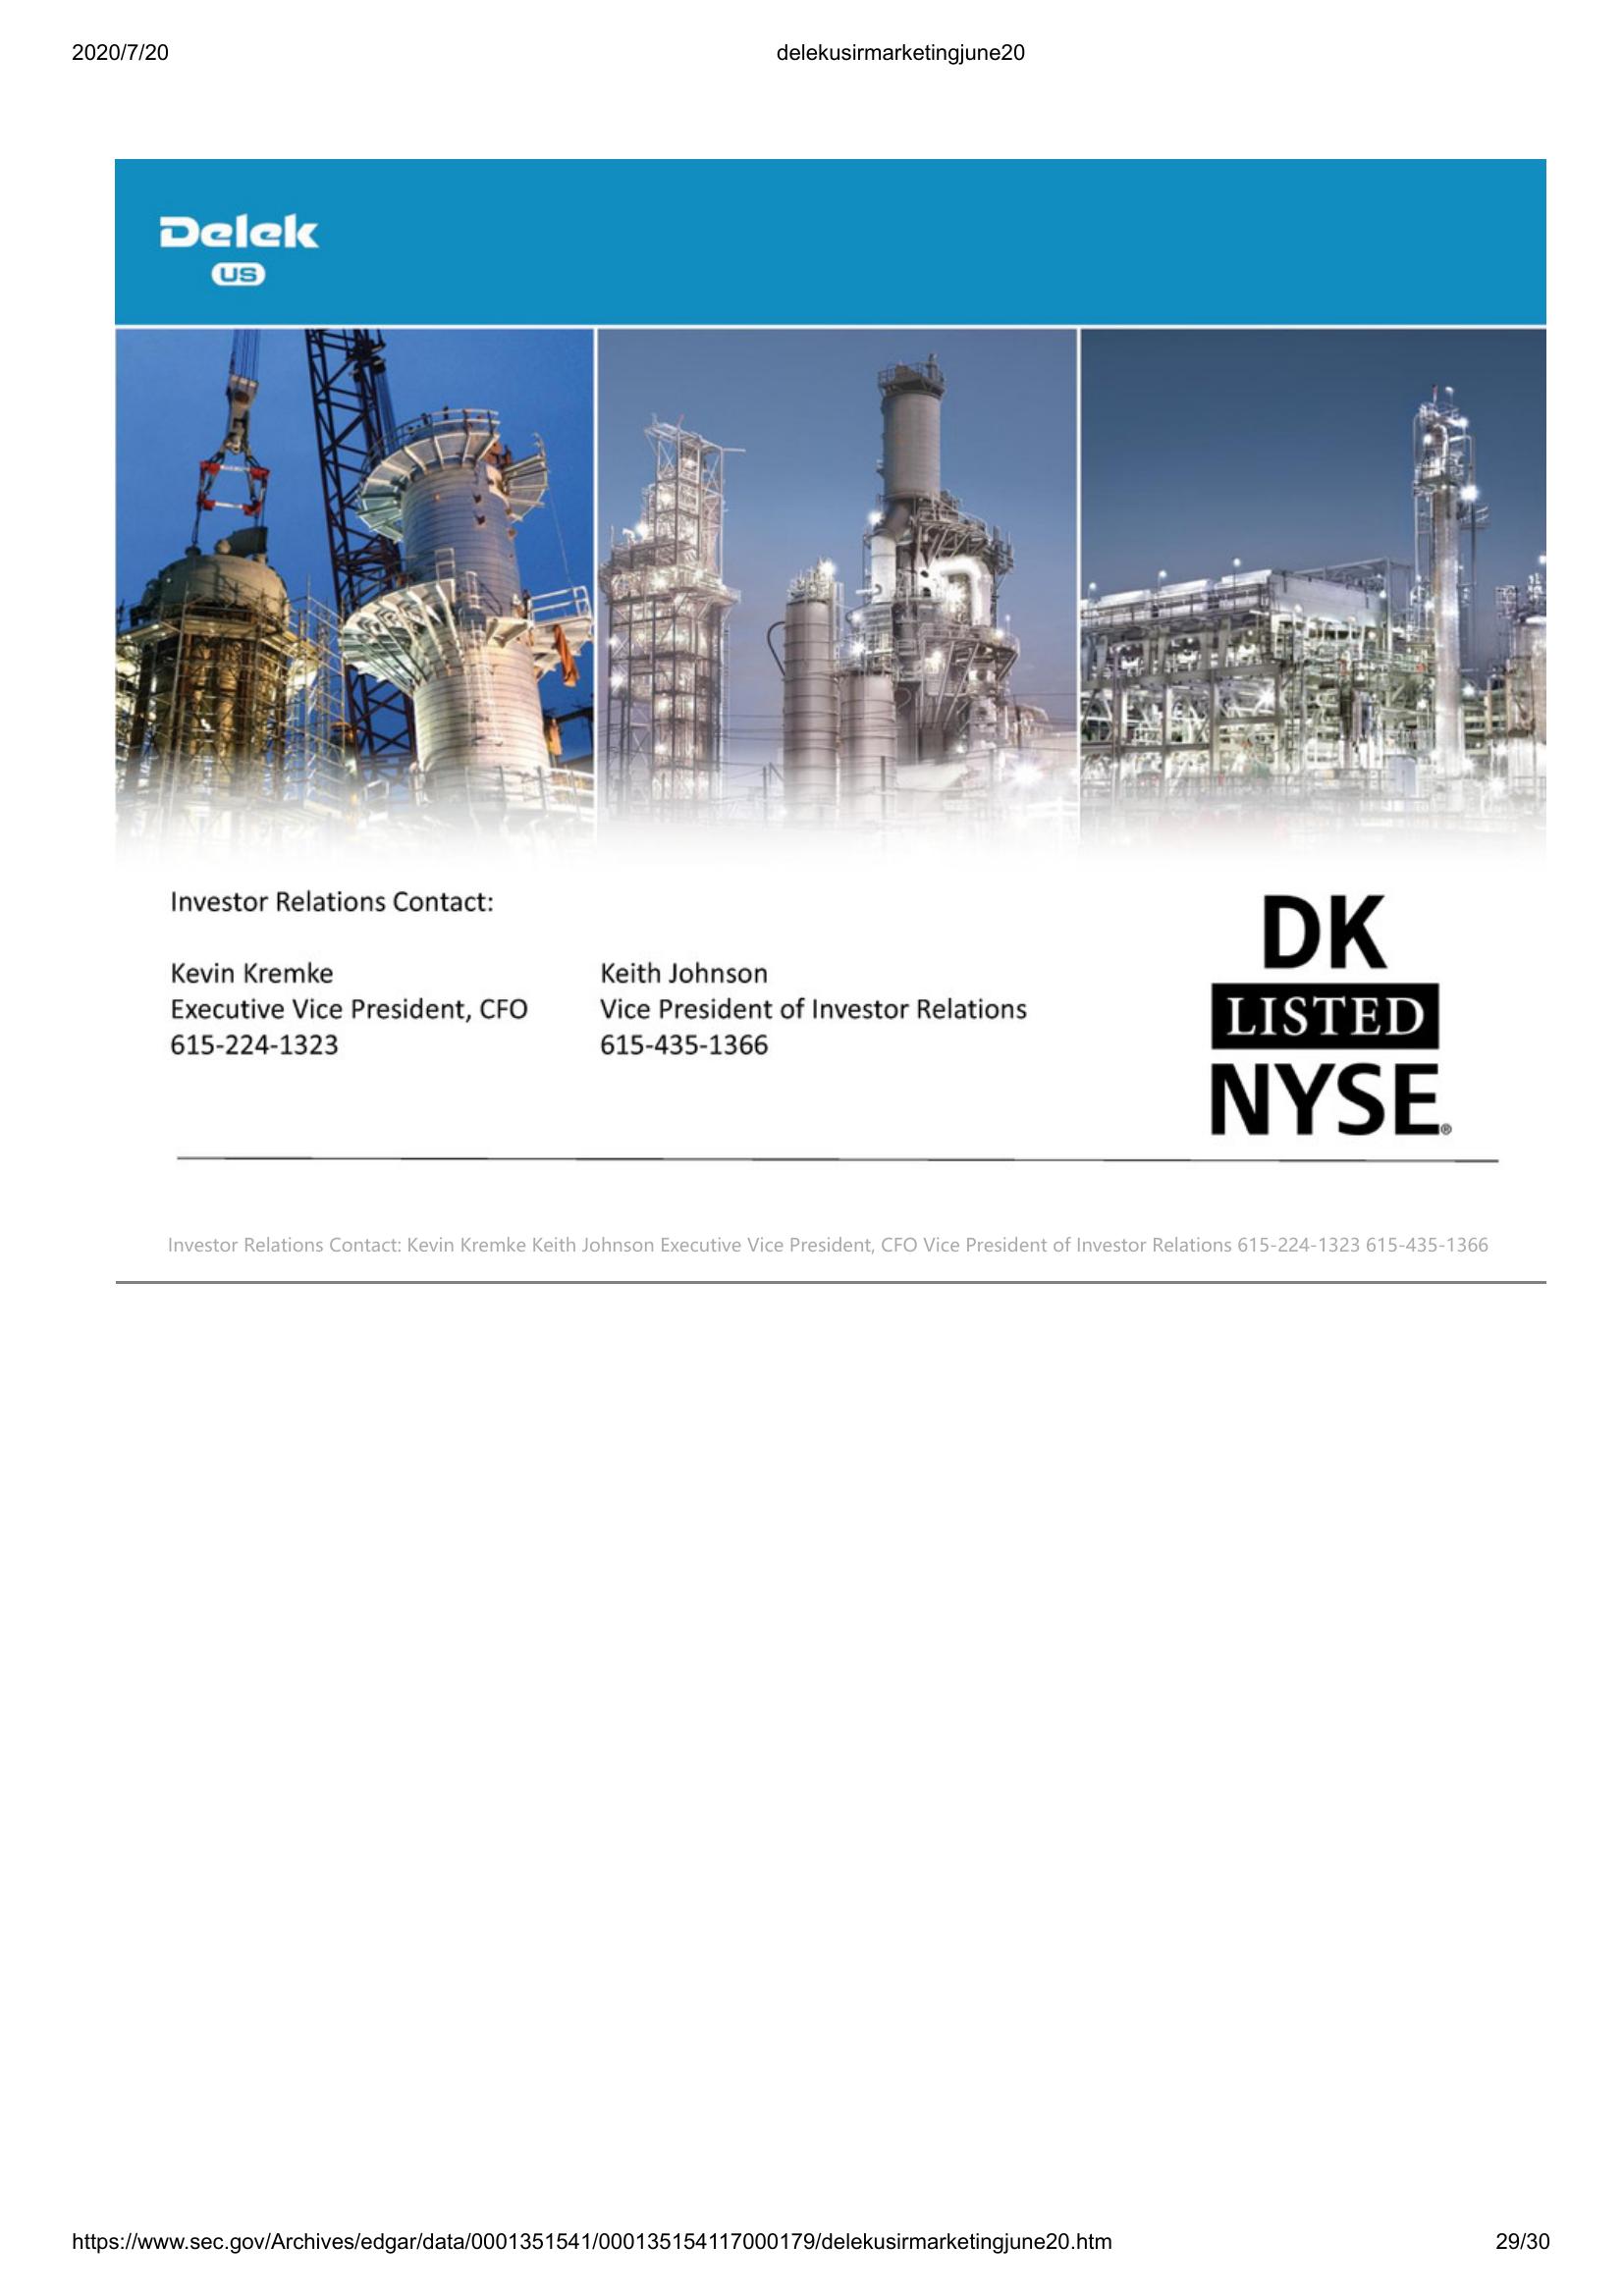 2020/7/20 delekusirmarketingjune20
Delek
US
Investor Relations Contact:
Kevin Kremke
Executive Vice President, CFO
615-224-1323
Keith Johnson
Vice President of Investor Relations
615-435-1366
DK
LISTED
NYSE®
Investor Relations Contact: Kevin Kremke Keith Johnson Executive Vice President, CFO Vice President of Investor Relations 615-224-1323 615-435-1366
https://www.sec.gov/Archives/edgar/data/0001351541/000135154117000179/delekusirmarketingjune20.htm 29/30